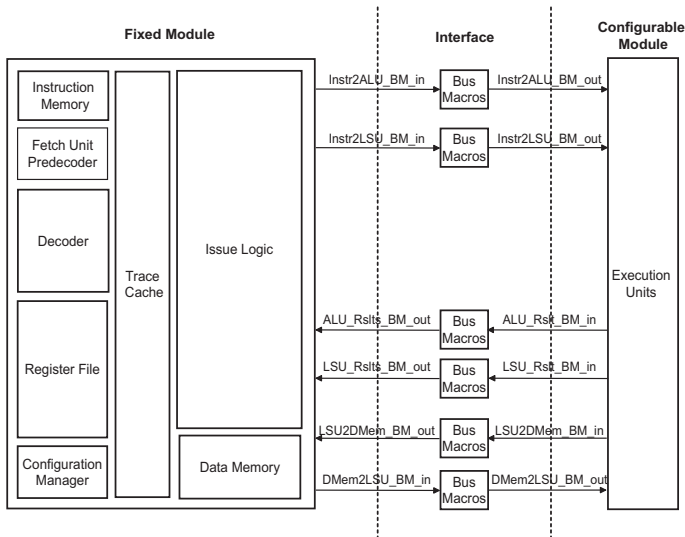 Fixed Module
Interface
Configurable
Module
Instruction
Memory
Fetch Unit
Predecoder
Decoder
Register File
Configuration
Manager
Trace
Cache
Issue Logic
Data Memory
Instr2ALU_BM_in
Bus
Macros
Instr2ALU_BM_out
Instr2LSU_BM_in
Bus
Macros
Instr2LSU_BM_out
ALU_Rslts_BM_out
Bus
Macros
ALU_Rslt_BM_in
LSU_Rslts_BM_out
Bus
Macros
LSU_Rslt_BM_in
LSU2DMem_BM_out
Bus
Macros
LSU2DMem_BM_in
DMem2LSU_BM_in
Bus
Macros
DMem2LSU_BM_out
Execution
Units